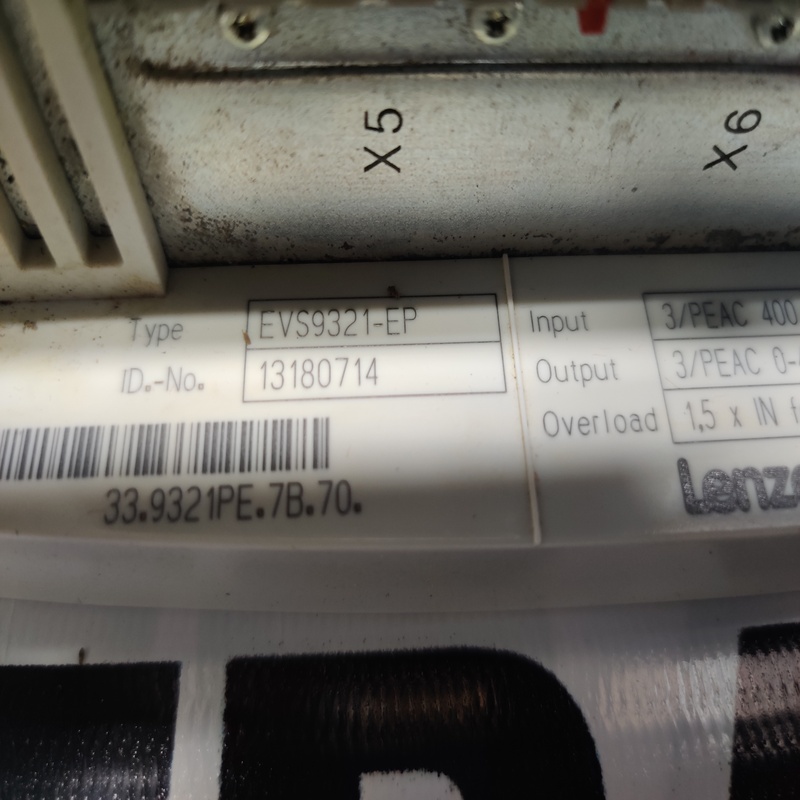 X5
X6
Type EVS9321-EP
ID.-No. 13180714
33.9321PE.7B.70.
Input 3/PEAC 400
Output 3/PEAC 0-
Overload 1,5 x IN f
Lenze